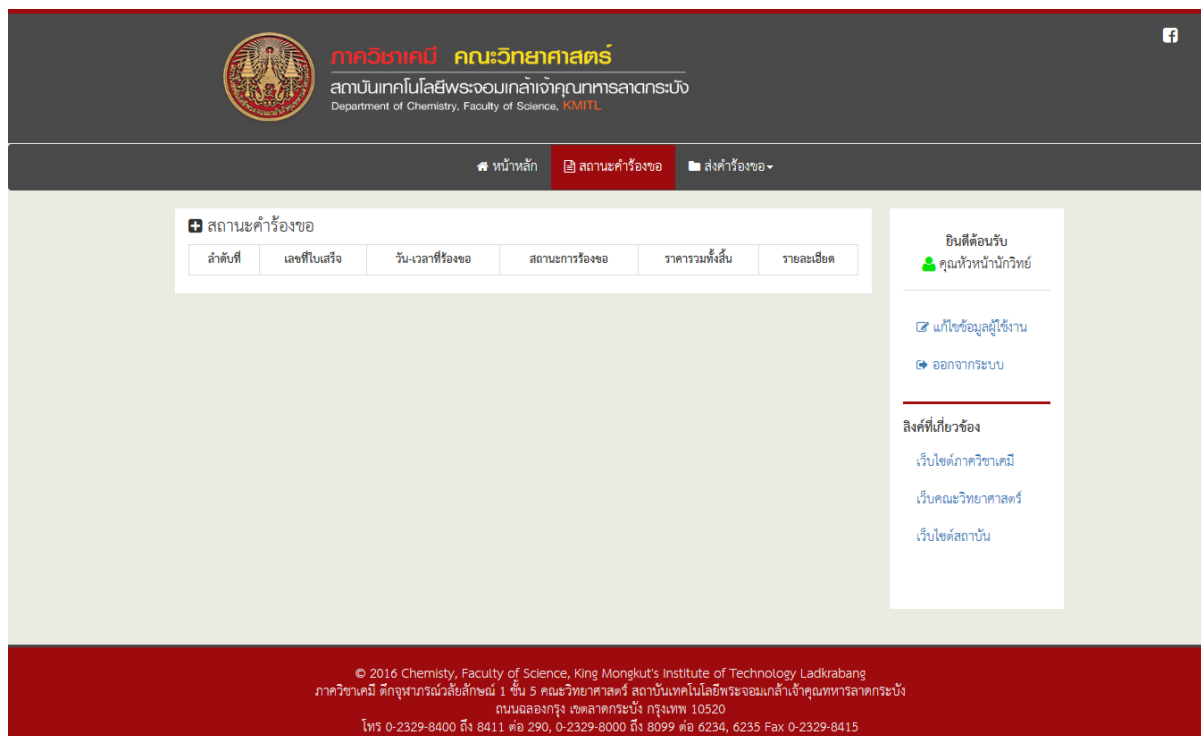 ภาควิชาเคมี คณะวิทยาศาสตร์
สถาบันเทคโนโลยีพระจอมเกล้าเจ้าคุณทหารลาดกระบัง
Department of Chemistry, Faculty of Science, KMITL
หน้าหลัก สถานะคำร้องขอ ส่งคำร้องขอ
สถานะคำร้องขอ
ลำดับที่ เลขที่ใบเสร็จ วัน-เวลาที่ร้องขอ สถานะการร้องขอ ราคารวมทั้งสิ้น รายละเอียด
ยินดีต้อนรับ
คุณหัวหน้านักวิทย์
แก้ไขข้อมูลผู้ใช้งาน
ออกจากระบบ
ลิงค์ที่เกี่ยวข้อง
เว็บไซต์ภาควิชาเคมี
เว็บคณะวิทยาศาสตร์
เว็บไซต์สถาบัน
© 2016 Chemisty, Faculty of Science, King Mongkut's Institute of Technology Ladkrabang
ภาควิชาเคมี ตึกจุฬาภรณ์วลัยลักษณ์ 1 ชั้น 5 คณะวิทยาศาสตร์ สถาบันเทคโนโลยีพระจอมเกล้าเจ้าคุณทหารลาดกระบัง
ถนนฉลองกรุง เขตลาดกระบัง กรุงเทพ 10520
โทร 0-2329-8400 ถึง 8411 ต่อ 290, 0-2329-8000 ถึง 8099 ต่อ 6234, 6235 Fax 0-2329-8415